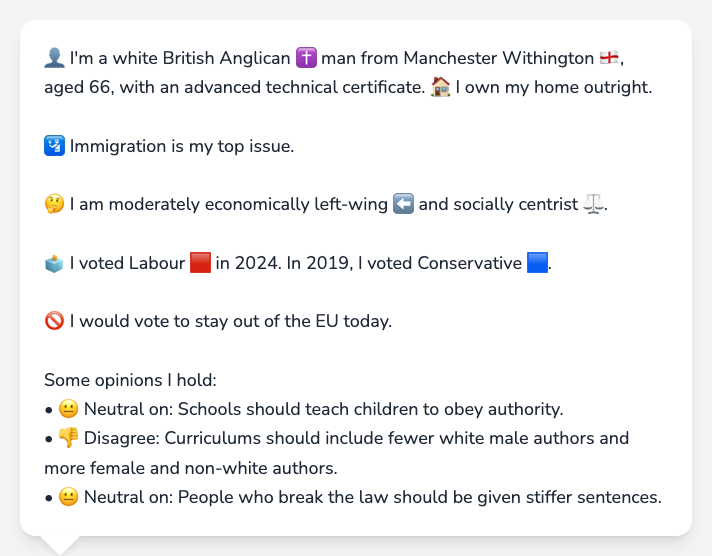 👤 I'm a white British Anglican ✝️ man from Manchester Withington 🏴󠁧󠁢󠁥󠁮󠁧󠁿,
aged 66, with an advanced technical certificate. 🏠 I own my home outright.
🛂 Immigration is my top issue.
🤔 I am moderately economically left-wing ⬅️ and socially centrist ⚖️.
🗳️ I voted Labour 🟥 in 2024. In 2019, I voted Conservative 🟦.
🚫 I would vote to stay out of the EU today.
Some opinions I hold:
• 😐 Neutral on: Schools should teach children to obey authority.
• 👎 Disagree: Curriculums should include fewer white male authors and
more female and non-white authors.
• 😐 Neutral on: People who break the law should be given stiffer sentences.